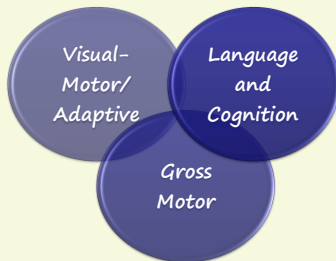 Visual-
Motor/
Adaptive
Language
and
Cognition
Gross
Motor